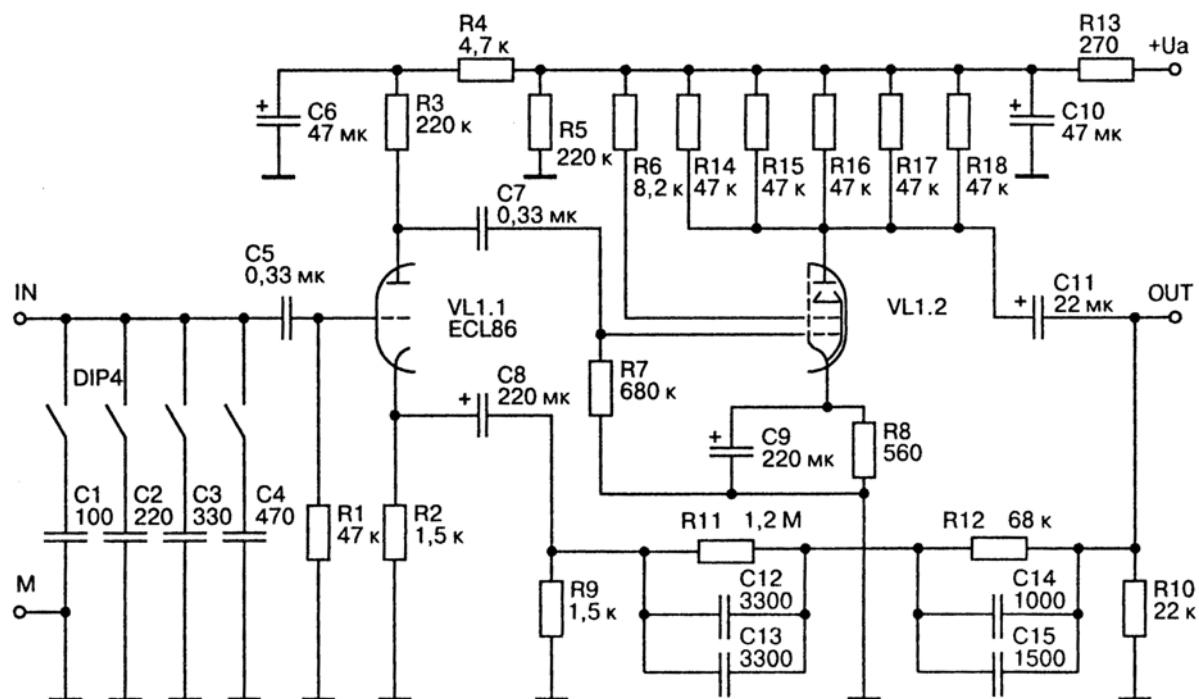 R4
4,7 к
R13
270
+Ua
C6
47 мк
R3
220 к
R5
220 к
R6
8,2 к
R14
47 к
R15
47 к
R16
47 к
R17
47 к
R18
47 к
C10
47 мк
C7
0,33 мк
C5
0,33 мк
IN
VL1.1
ECL86
VL1.2
C11
22 мк
OUT
DIP4
C8
220 мк
R7
680 к
C9
220 мк
R8
560
C1
100
C2
220
C3
330
C4
470
R1
47 к
R2
1,5 к
R11 1,2 М
R12 68 к
M
R9
1,5 к
C12
3300
C13
3300
C14
1000
C15
1500
R10
22 к